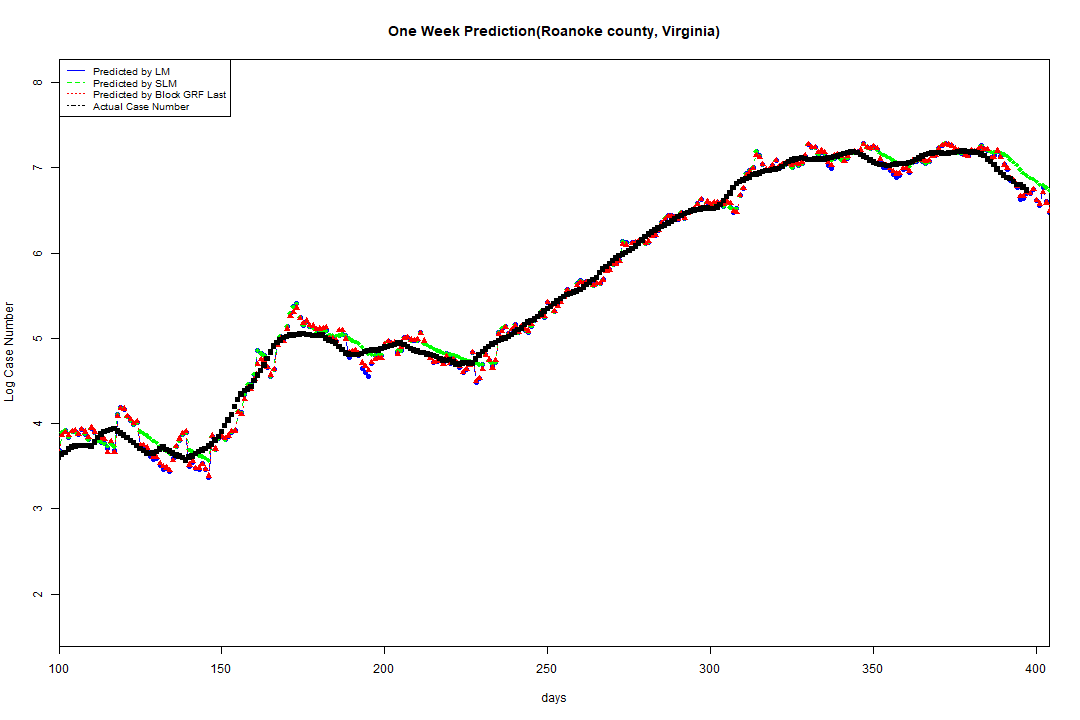 One Week Prediction(Roanoke county, Virginia)
Predicted by LM
Predicted by SLM
Predicted by Block GRF Last
Actual Case Number
8
7
6
5
4
3
2
Log Case Number
100 150 200 250 300 350 400
days